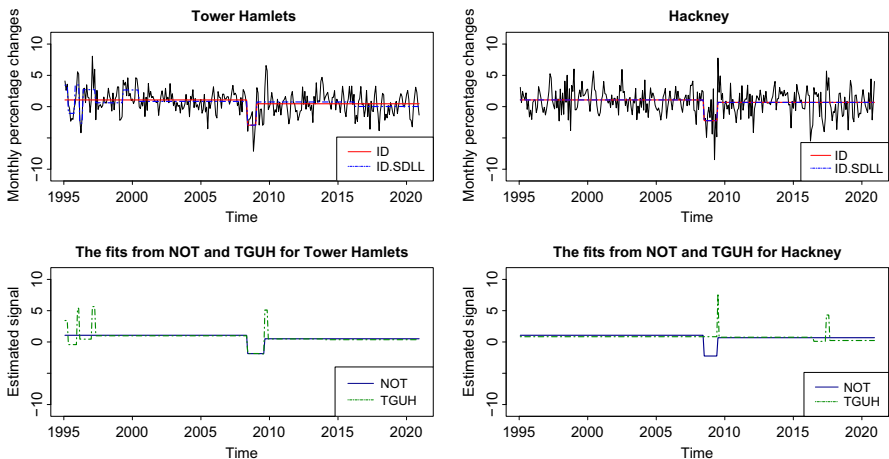 Tower Hamlets
Monthly percentage changes
10
5
0
−10
ID
ID.SDLL
1995 2000 2005 2010 2015 2020
Time
Hackney
Monthly percentage changes
10
5
0
−10
ID
ID.SDLL
1995 2000 2005 2010 2015 2020
Time
The fits from NOT and TGUH for Tower Hamlets
Estimated signal
10
5
0
−10
NOT
TGUH
1995 2000 2005 2010 2015 2020
Time
The fits from NOT and TGUH for Hackney
Estimated signal
10
5
0
−10
NOT
TGUH
1995 2000 2005 2010 2015 2020
Time